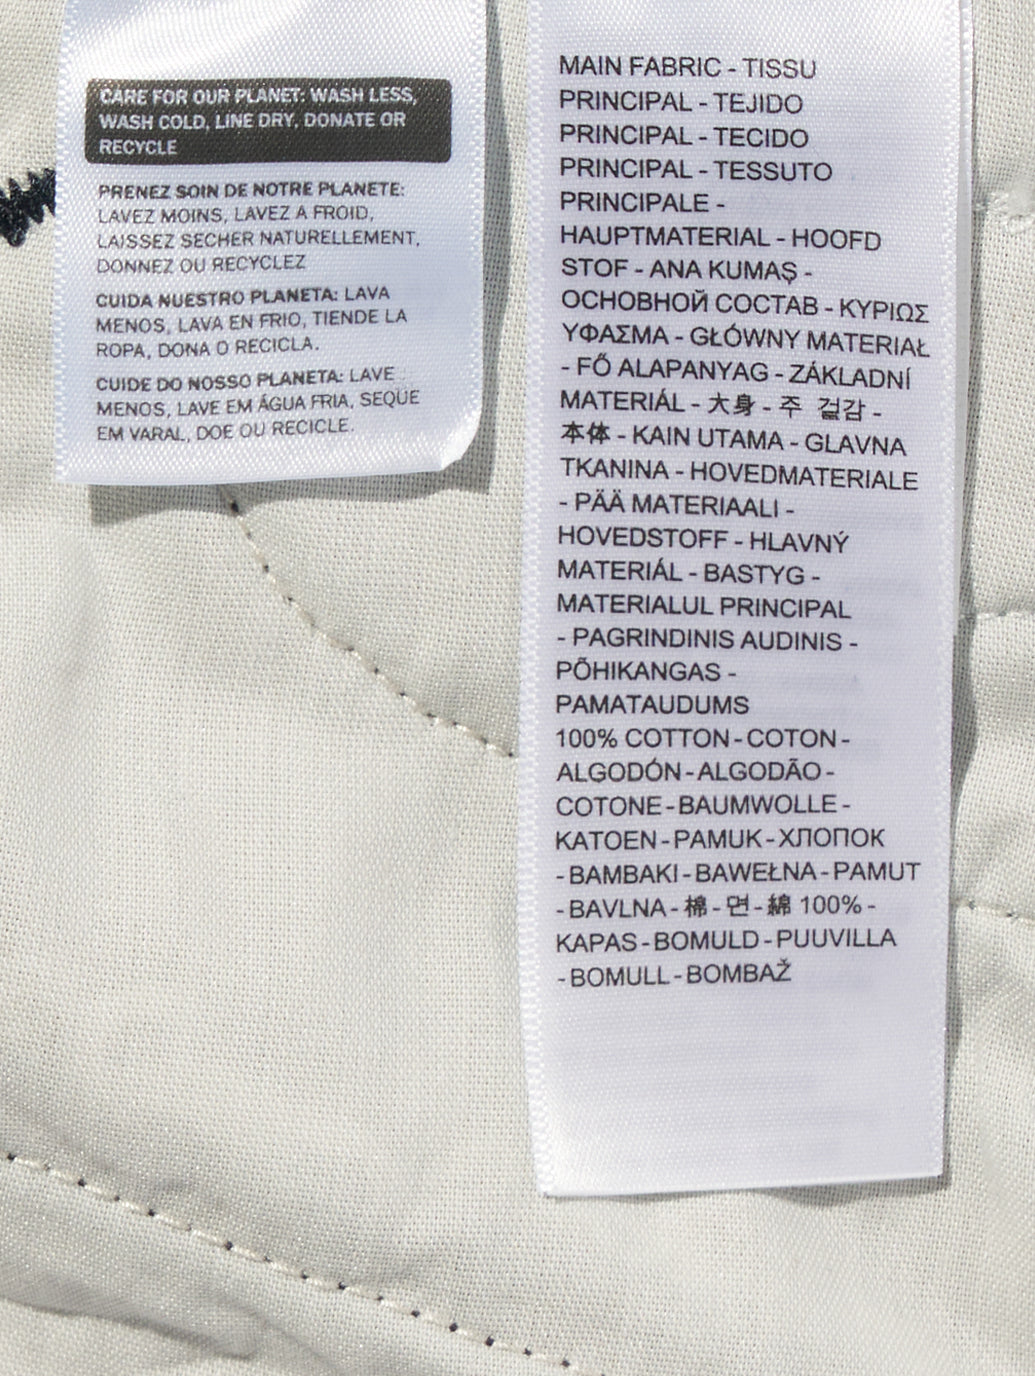 CARE FOR OUR PLANET: WASH LESS,
WASH COLD, LINE DRY, DONATE OR
RECYCLE
PRENEZ SOIN DE NOTRE PLANETE:
LAVEZ MOINS, LAVEZ A FROID,
LAISSEZ SECHER NATURELLEMENT,
DONNEZ OU RECYCLEZ
CUIDA NUESTRO PLANETA: LAVA
MENOS, LAVA EN FRIO, TIENDE LA
ROPA, DONA O RECICLA.
CUIDE DO NOSSO PLANETA: LAVE
MENOS, LAVE EM ÁGUA FRIA, SEQUE
EM VARAL, DOE OU RECICLE.
MAIN FABRIC - TISSU
PRINCIPAL - TEJIDO
PRINCIPAL - TECIDO
PRINCIPAL - TESSUTO
PRINCIPALE -
HAUPTMATERIAL - HOOFD
STOF - ANA KUMAŞ -
ОСНОВНОЙ СОСТАВ - ΚΥΡΙΩΣ
ΥΦΑΣΜΑ - GŁÓWNY MATERIAŁ
- FŐ ALAPANYAG - ZÁKLADNÍ
MATERIÁL - 大身 - 주 겉감 -
本体 - KAIN UTAMA - GLAVNA
TKANINA - HOVEDMATERIALE
- PÄÄ MATERIAALI -
HOVEDSTOFF - HLAVNÝ
MATERIÁL - BASTYG -
MATERIALUL PRINCIPAL
- PAGRINDINIS AUDINIS -
PÕHIKANGAS -
PAMATAUDUMS
100% COTTON - COTON -
ALGODÓN - ALGODÃO -
COTONE - BAUMWOLLE -
KATOEN - PAMUK - ХЛОПОК
- BAMBAKI - BAWEŁNA - PAMUT
- BAVLNA - 棉 - 면 - 綿 100% -
KAPAS - BOMULD - PUUVILLA
- BOMULL - BOMBAŽ